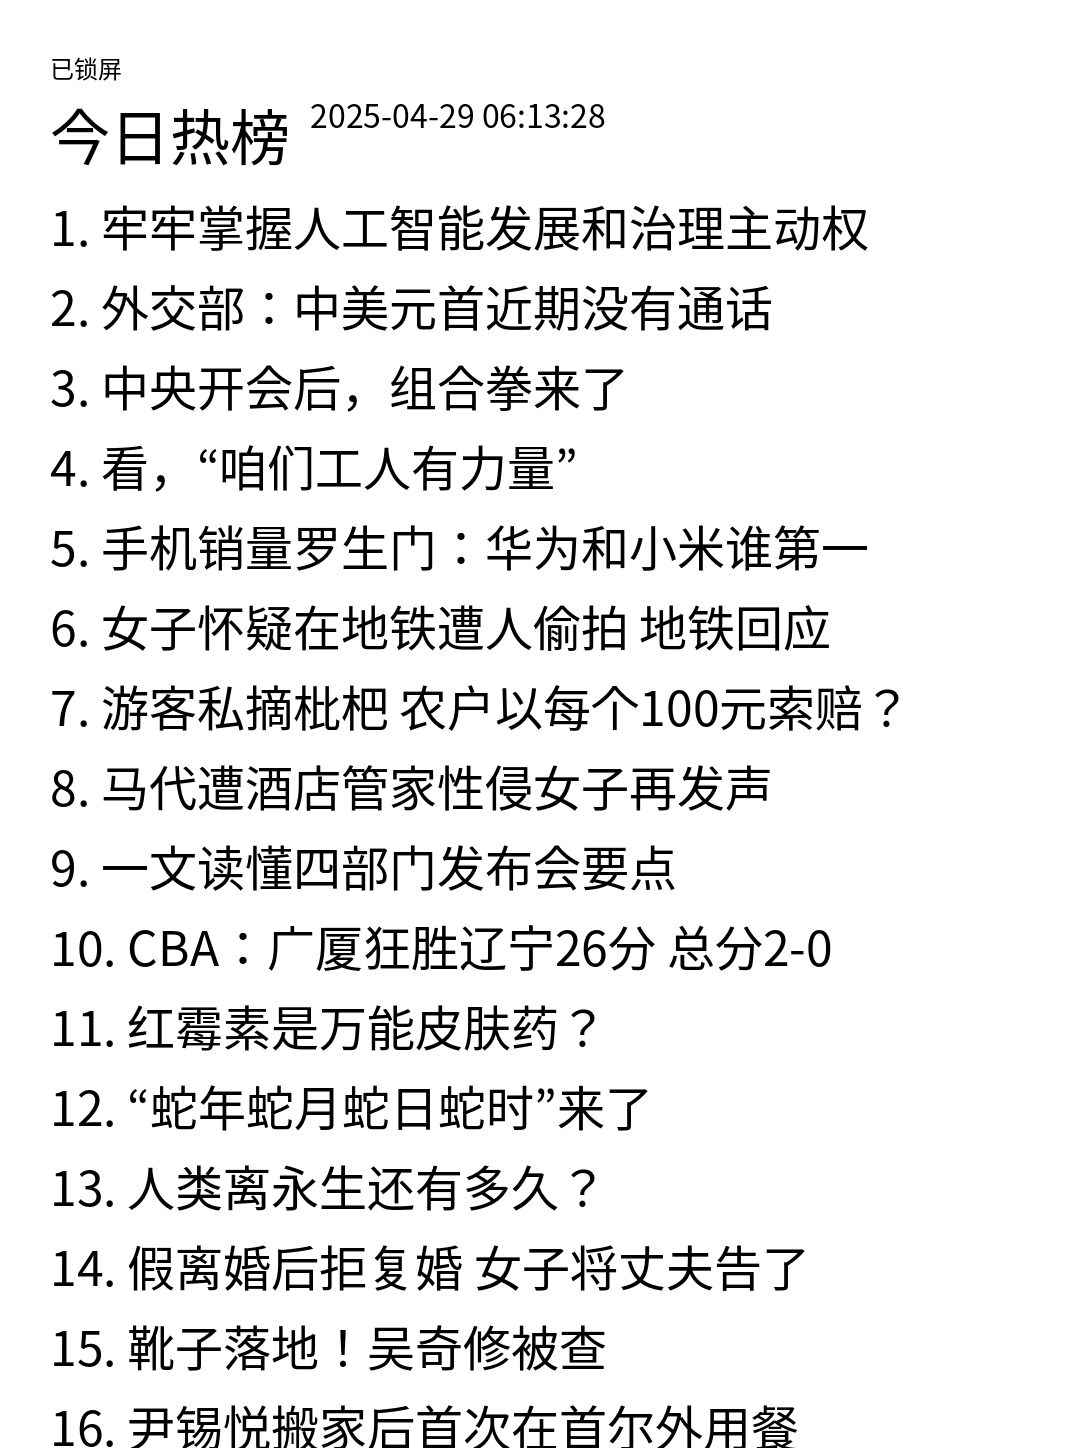 已锁屏
今日热榜 2025-04-29 06:13:28
1. 牢牢掌握人工智能发展和治理主动权
2. 外交部：中美元首近期没有通话
3. 中央开会后，组合拳来了
4. 看，“咱们工人有力量”
5. 手机销量罗生门：华为和小米谁第一
6. 女子怀疑在地铁遭人偷拍 地铁回应
7. 游客私摘枇杷 农户以每个100元索赔？
8. 马代遭酒店管家性侵女子再发声
9. 一文读懂四部门发布会要点
10. CBA：广厦狂胜辽宁26分 总分2-0
11. 红霉素是万能皮肤药？
12. “蛇年蛇月蛇日蛇时”来了
13. 人类离永生还有多久？
14. 假离婚后拒复婚 女子将丈夫告了
15. 靴子落地！吴奇修被查
16. 尹锡悦搬家后首次在首尔外用餐